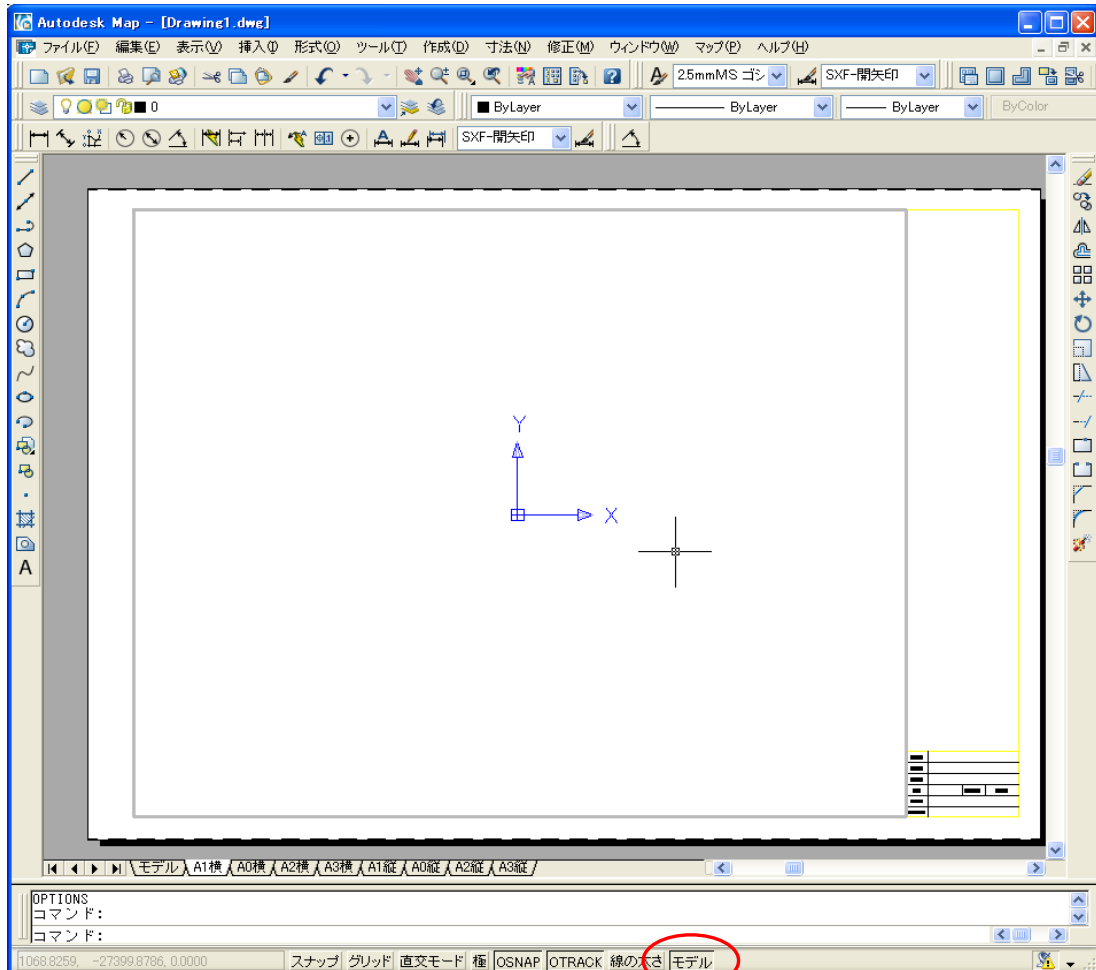 Autodesk Map - [Drawing1.dwg]
ファイル(F) 編集(E) 表示(V) 挿入(I) 形式(O) ツール(T) 作成(D) 寸法(N) 修正(M) ウィンドウ(W) マップ(P) ヘルプ(H)
2.5mmMS ゴシ SXF-開矢印
0 ByLayer ByLayer ByLayer ByColor
SXF-開矢印
Y
X
A
モデル A1横 A0横 A2横 A3横 A1縦 A0縦 A2縦 A3縦
OPTIONS
コマンド:
コマンド:
1068.8259, -27399.8786, 0.0000 スナップ グリッド 直交モード 極 OSNAP OTRACK 線の太さ モデル